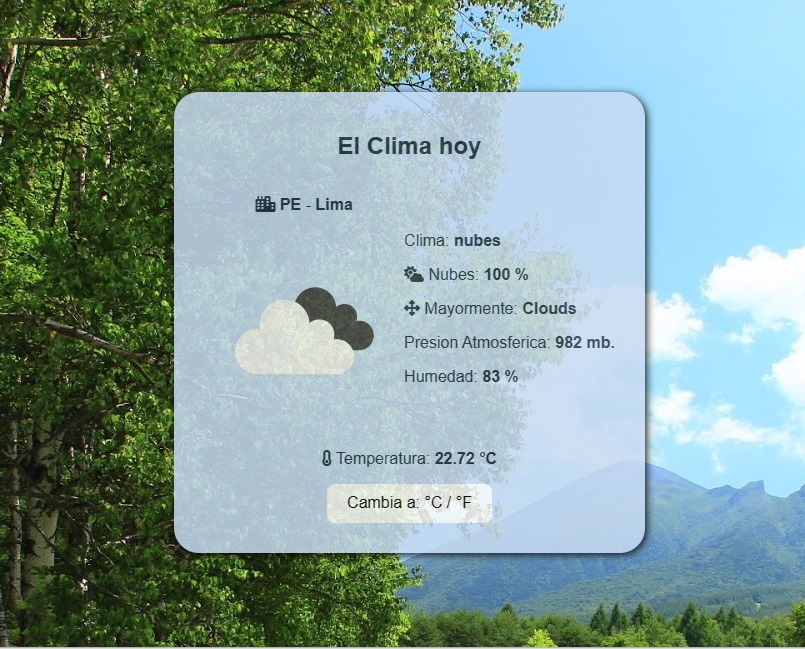 El Clima hoy
PE - Lima
Clima: nubes
Nubes: 100 %
Mayormente: Clouds
Presion Atmosferica: 982 mb.
Humedad: 83 %
Temperatura: 22.72 °C
Cambia a: °C / °F